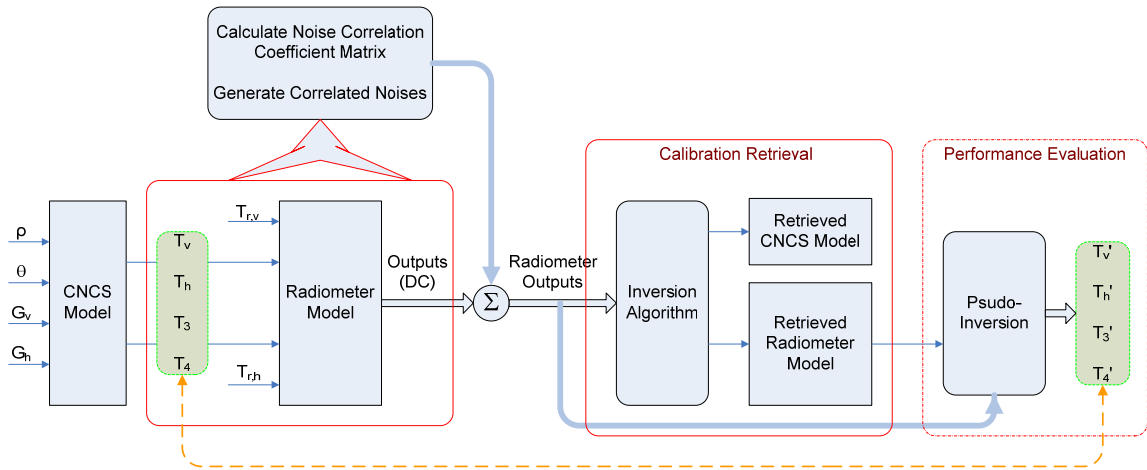 Calculate Noise Correlation
Coefficient Matrix
Generate Correlated Noises
Calibration Retrieval
Performance Evaluation
ρ
θ
Gv
Gh
CNCS
Model
Tv
Th
T3
T4
Tr,v
Tr,h
Radiometer
Model
Outputs
(DC)
Σ
Radiometer
Outputs
Inversion
Algorithm
Retrieved
CNCS Model
Retrieved
Radiometer
Model
Psudo-
Inversion
Tv'
Th'
T3'
T4'